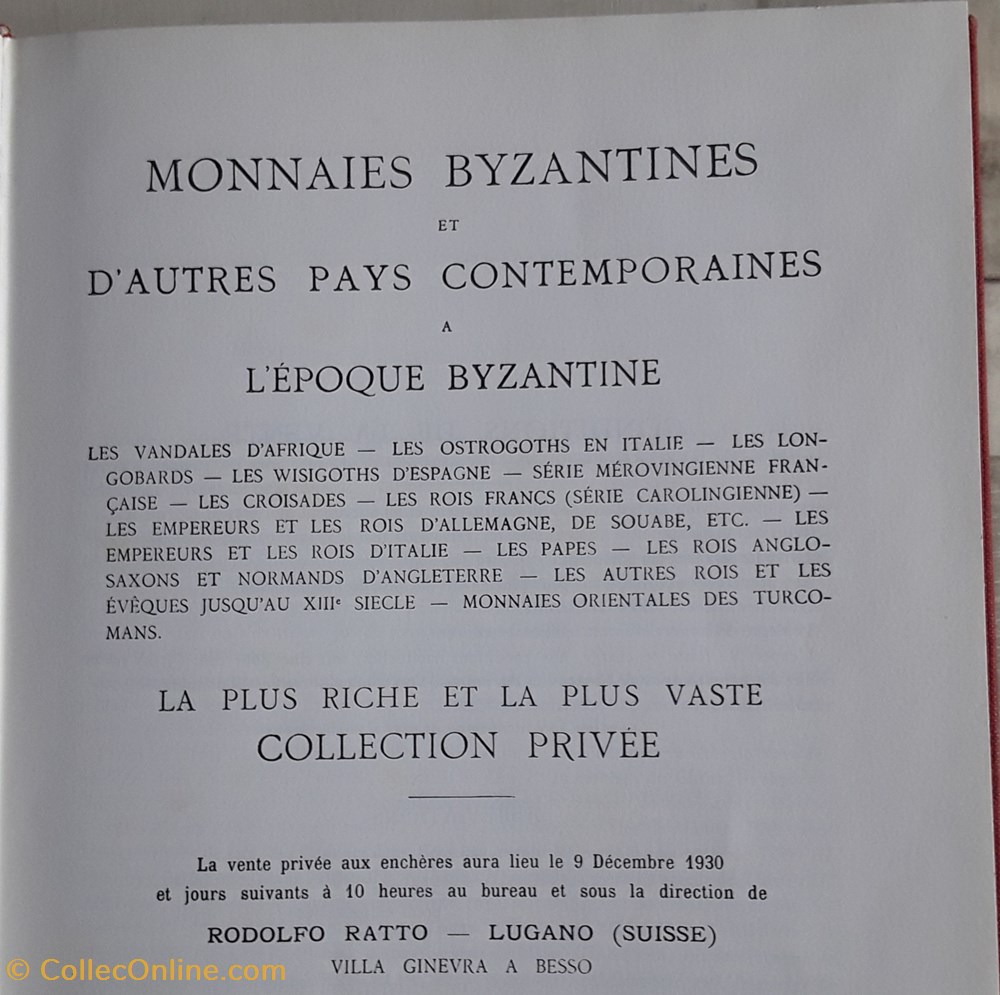 MONNAIES BYZANTINES
ET
D'AUTRES PAYS CONTEMPORAINES
A
L'ÉPOQUE BYZANTINE
LES VANDALES D'AFRIQUE — LES OSTROGOTHS EN ITALIE — LES LON-
GOBARDS — LES WISIGOTHS D'ESPAGNE — SÉRIE MÉROVINGIENNE FRAN-
ÇAISE — LES CROISADES — LES ROIS FRANCS (SÉRIE CAROLINGIENNE) —
LES EMPEREURS ET LES ROIS D'ALLEMAGNE, DE SOUABE, ETC. — LES
EMPEREURS ET LES ROIS D'ITALIE — LES PAPES — LES ROIS ANGLO-
SAXONS ET NORMANDS D'ANGLETERRE — LES AUTRES ROIS ET LES
ÉVÊQUES JUSQU'AU XIIIe SIECLE — MONNAIES ORIENTALES DES TURCO-
MANS.
LA PLUS RICHE ET LA PLUS VASTE
COLLECTION PRIVÉE
La vente privée aux enchères aura lieu le 9 Décembre 1930
et jours suivants à 10 heures au bureau et sous la direction de
RODOLFO RATTO — LUGANO (SUISSE)
VILLA GINEVRA A BESSO
© CollecOnline.com